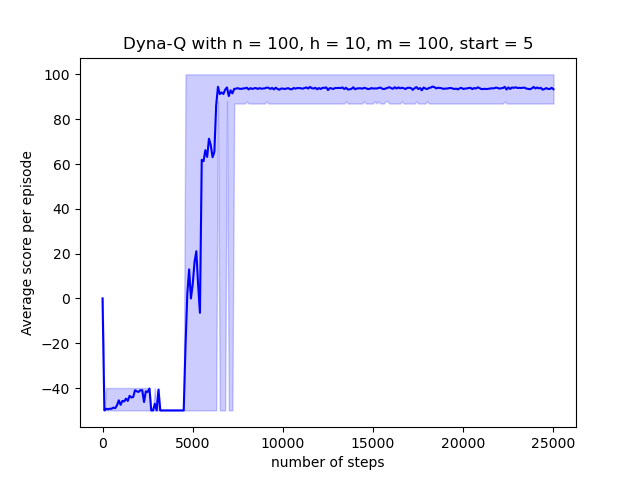 Dyna-Q with n = 100, h = 10, m = 100, start = 5
Average score per episode
100
80
60
40
20
0
−20
−40
0 5000 10000 15000 20000 25000
number of steps